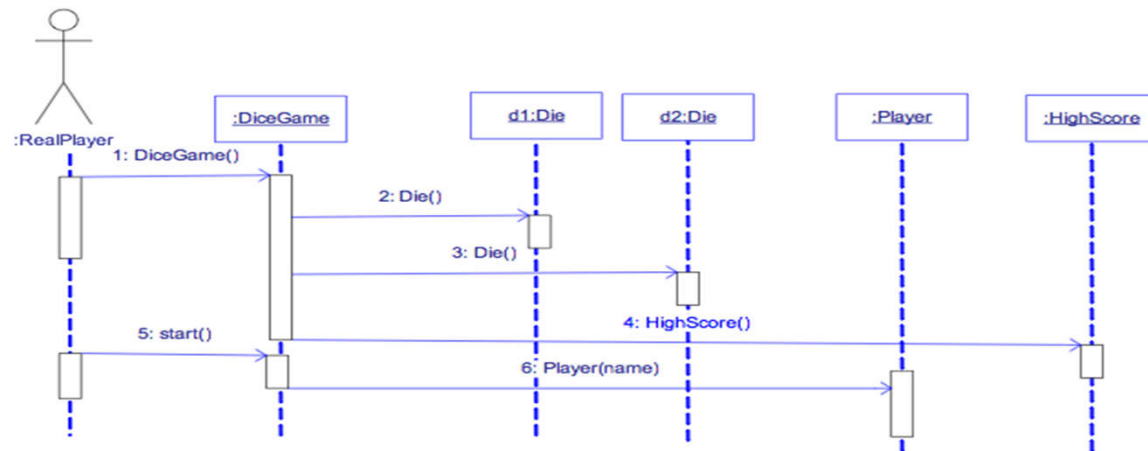 :DiceGame
d1:Die
d2:Die
:Player
:HighScore
:RealPlayer
1: DiceGame()
2: Die()
3: Die()
4: HighScore()
5: start()
6: Player(name)